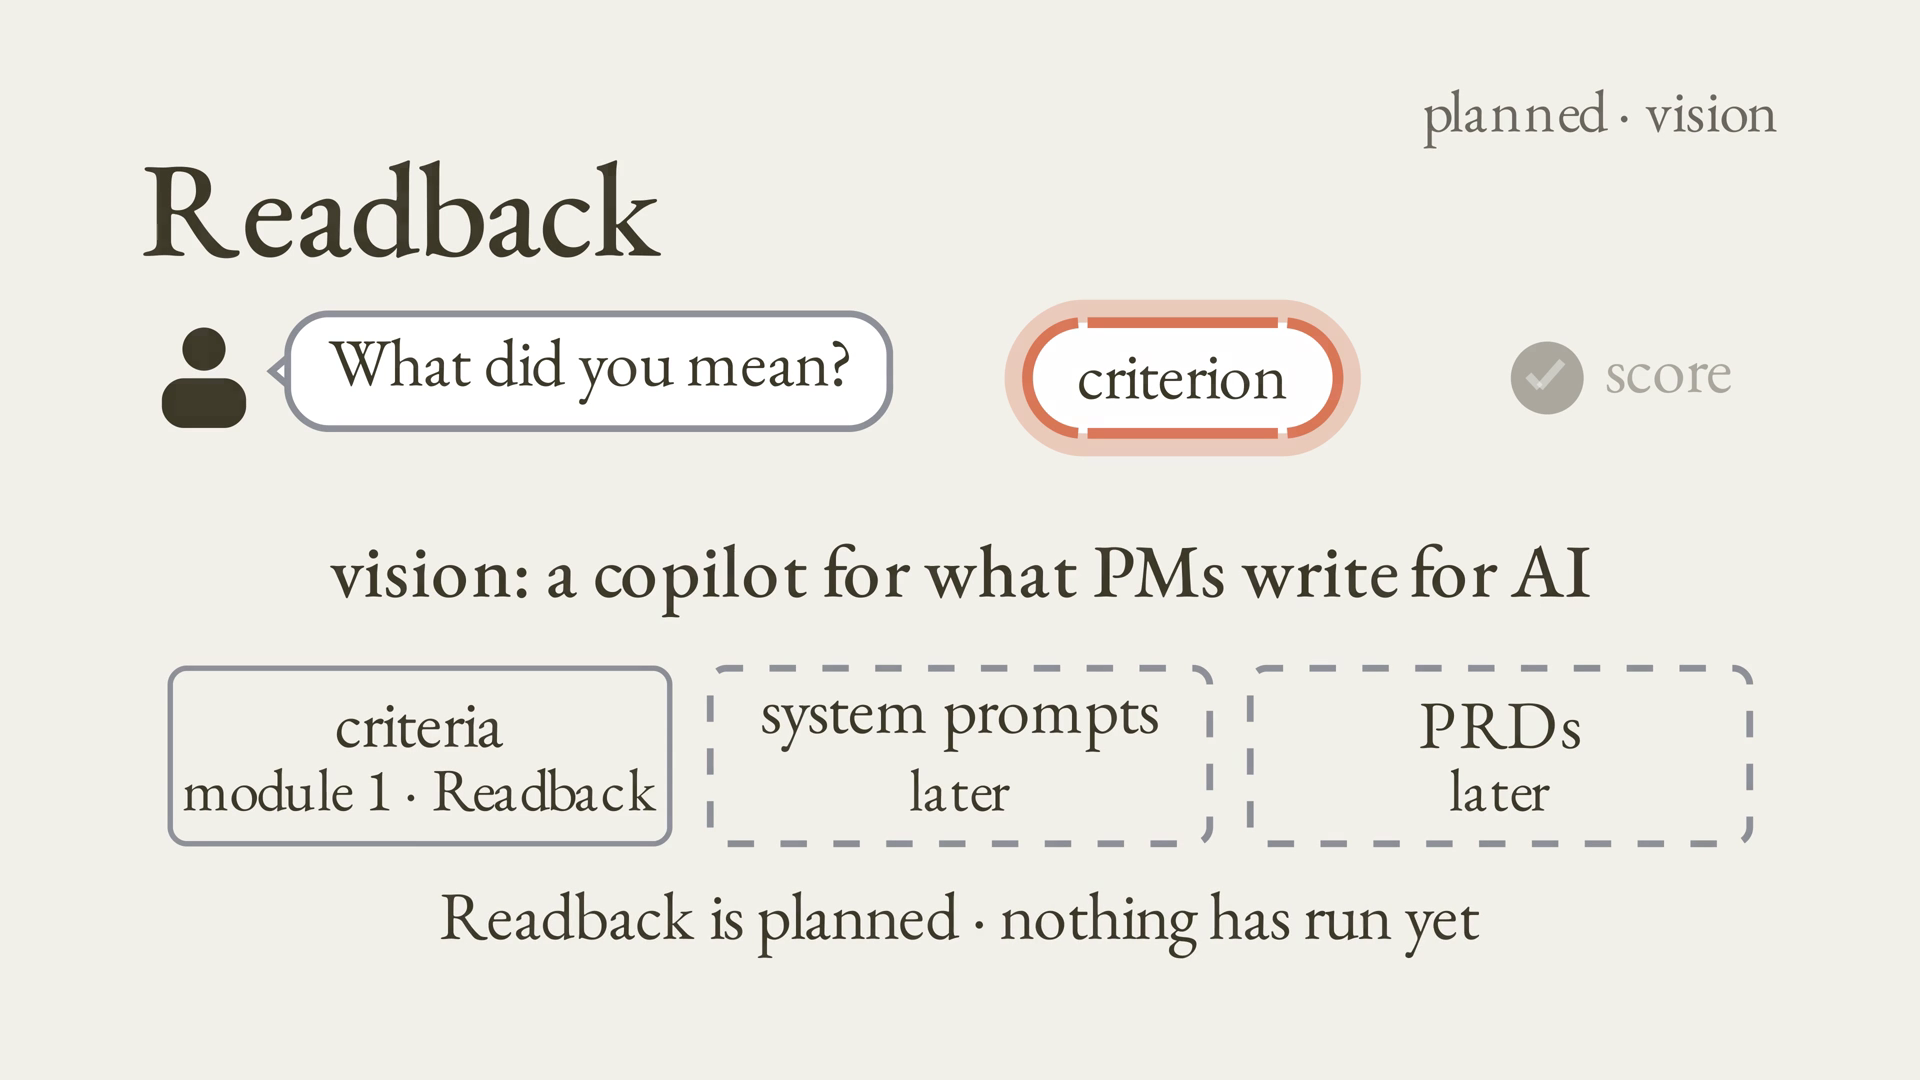 planned · vision
Readback
What did you mean?
criterion
score
vision: a copilot for what PMs write for AI
criteria
module 1 · Readback
system prompts
later
PRDs
later
Readback is planned · nothing has run yet